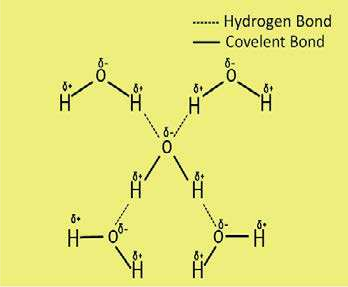 Hydrogen Bond
Covelent Bond
δ-
δ-
δ+ O δ+
δ+ O δ+
H H
H H
δ-
O
δ+ δ+
H H
δ+ δ-
δ- δ+
H O
O H
δ+ δ+
H H